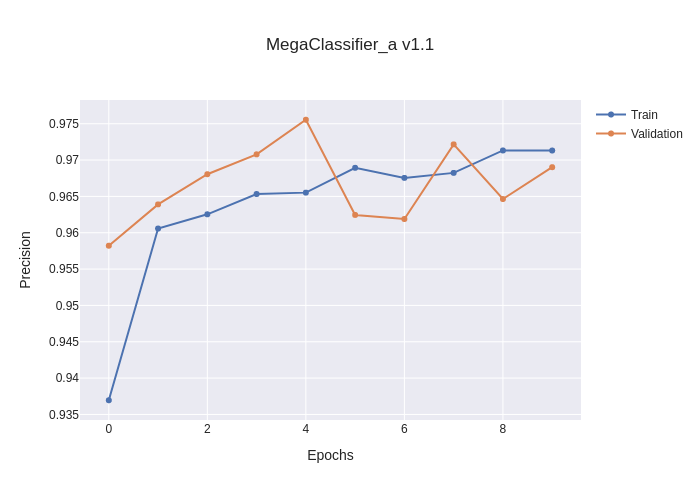 MegaClassifier_a v1.1
Train
Validation
Precision
0.975
0.97
0.965
0.96
0.955
0.95
0.945
0.94
0.935
0 2 4 6 8
Epochs